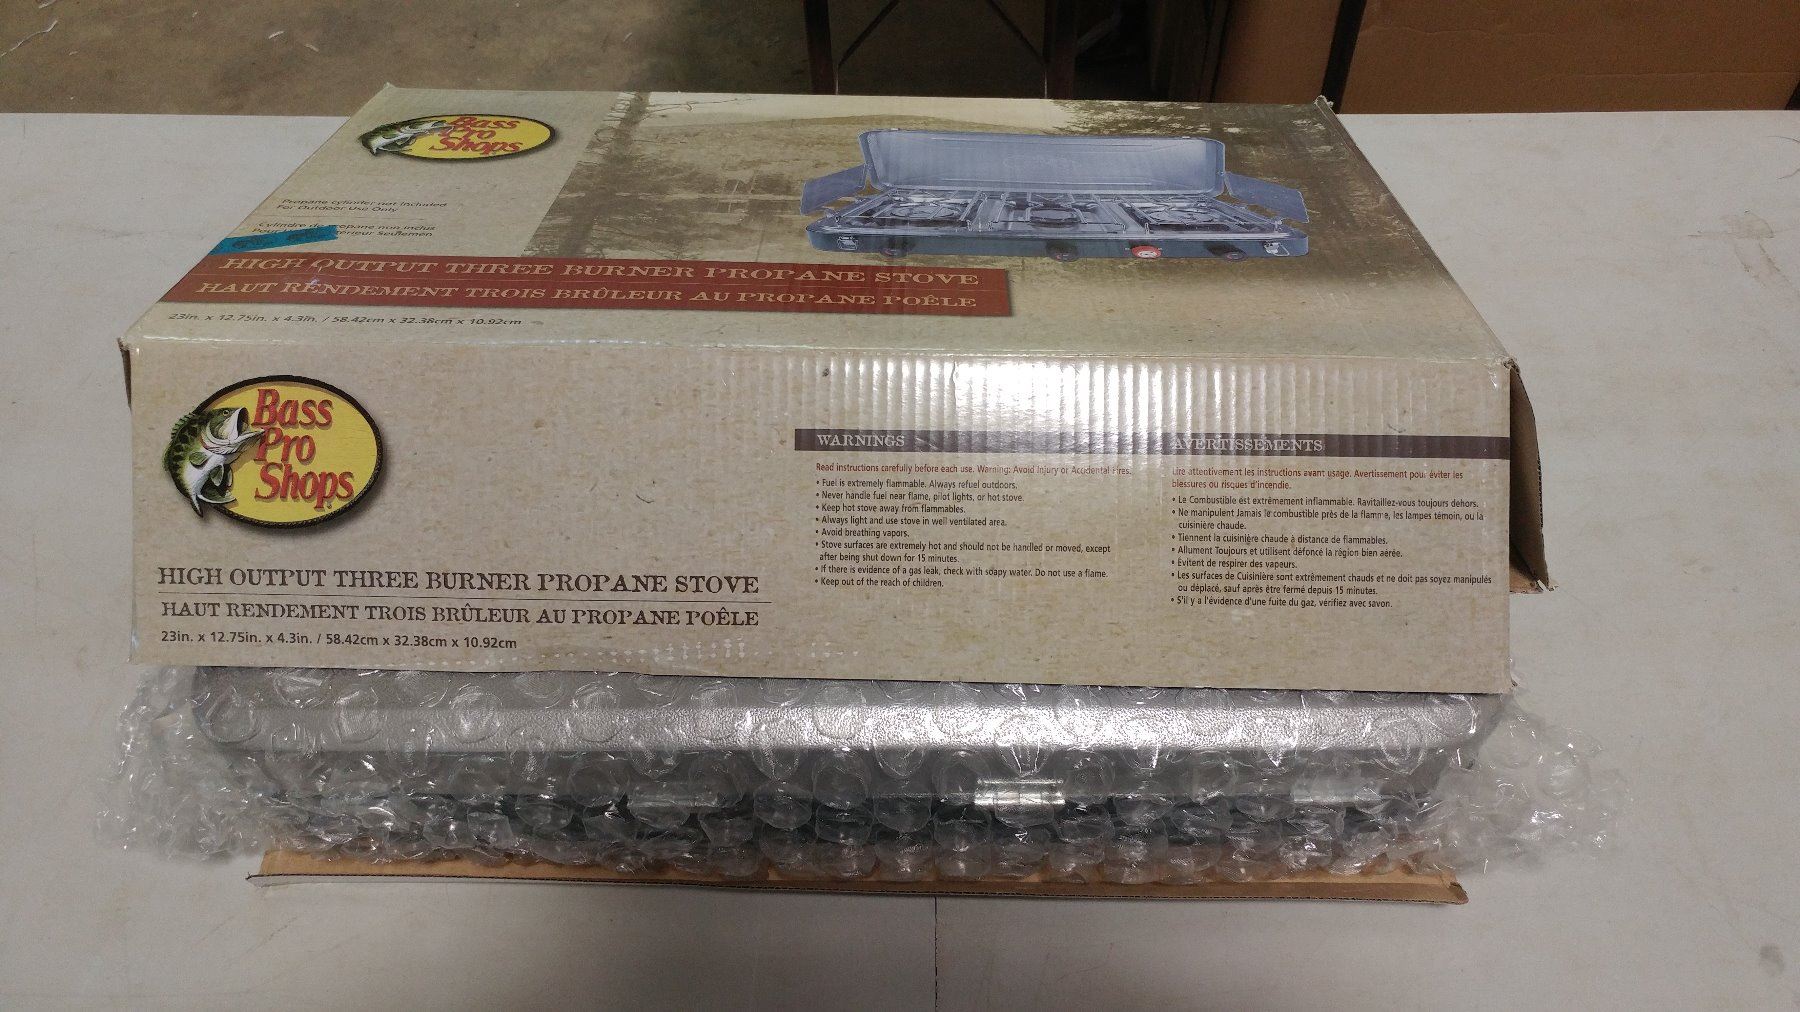 Bass
Pro
Shops
Propane cylinder not included
For Outdoor Use Only
Cylindre de propane non inclus
Seulemen
HIGH OUTPUT THREE BURNER PROPANE STOVE
HAUT RENDEMENT TROIS BRÛLEUR AU PROPANE POÊLE
23in. x 12.75in. x 4.3in. / 58.42cm x 32.38cm x 10.92cm
Bass
Pro
Shops
HIGH OUTPUT THREE BURNER PROPANE STOVE
HAUT RENDEMENT TROIS BRÛLEUR AU PROPANE POÊLE
23in. x 12.75in. x 4.3in. / 58.42cm x 32.38cm x 10.92cm
WARNINGS
Read instructions carefully before each use. Warning: Avoid Injury or Accidental Fires.
• Fuel is extremely flammable. Always refuel outdoors.
• Never handle fuel near flame, pilot lights, or hot stove.
• Keep hot stove away from flammables.
• Always light and use stove in well ventilated area.
• Avoid breathing vapors.
• Stove surfaces are extremely hot and should not be handled or moved, except
after being shut down for 15 minutes.
• If there is evidence of a gas leak, check with soapy water. Do not use a flame.
• Keep out of the reach of children.
AVERTISSEMENTS
Lire attentivement les instructions avant usage. Avertissement pour éviter les
blessures ou risques d'incendie.
• Le Combustible est extrêmement inflammable. Ravitaillez-vous toujours dehors.
• Ne manipulent Jamais le combustible près de la flamme, les lampes témoin, ou la
cuisinière chaude.
• Tiennent la cuisinière chaude à distance de flammables.
• Allument Toujours et utilisent défoncé la région bien aérée.
• Evitent de respirer des vapeurs.
• Les surfaces de Cuisinière sont extrêmement chauds et ne doit pas soyez manipulés
ou déplacé, sauf après être fermé depuis 15 minutes.
• S'il y a l'évidence d'une fuite du gaz, vérifiez avec savon.